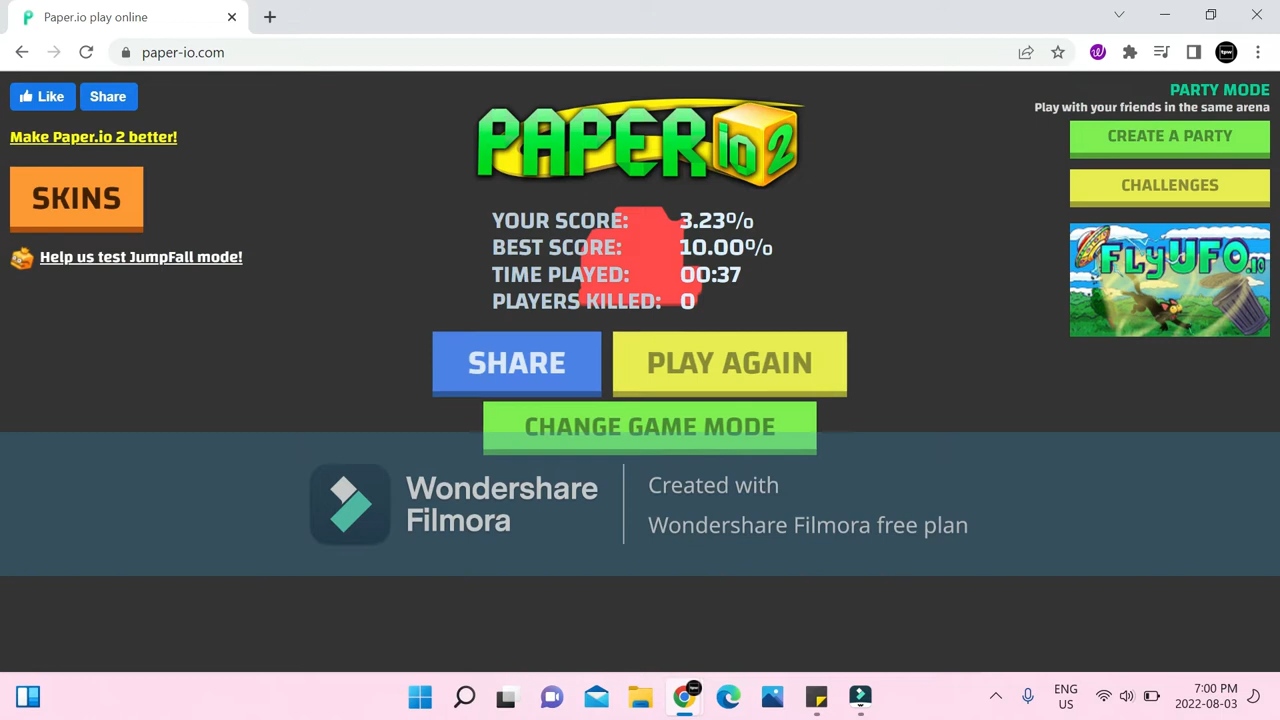 Paper.io play online
paper-io.com
Like Share
Make Paper.io 2 better!
SKINS
Help us test JumpFall mode!
PAPER io 2
YOUR SCORE: 3.23%
BEST SCORE: 10.00%
TIME PLAYED: 00:37
PLAYERS KILLED: 0
SHARE PLAY AGAIN
CHANGE GAME MODE
PARTY MODE
Play with your friends in the same arena
CREATE A PARTY
CHALLENGES
FLYUFO.IO
Wondershare
Filmora
Created with
Wondershare Filmora free plan
tpw
ENG
US
7:00 PM
2022-08-03